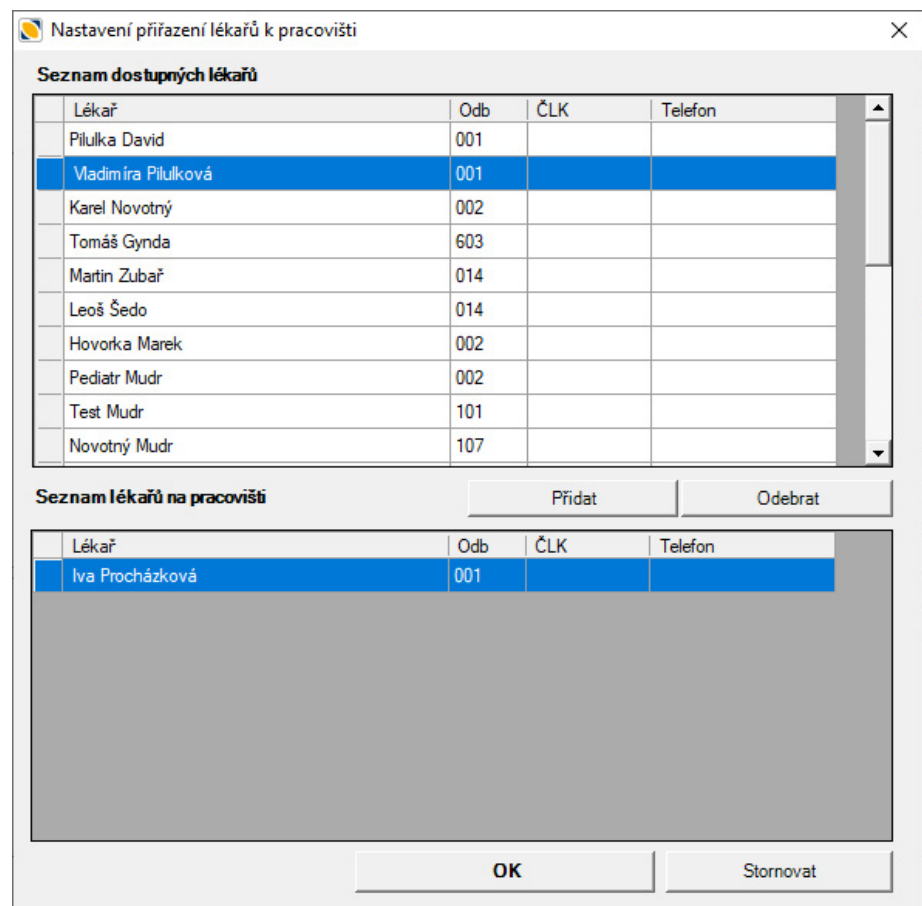 Nastavení přiřazení lékařů k pracovišti
Seznam dostupných lékařů
Lékař Odb ČLK Telefon
Pilulka David 001
Vladimíra Pilulková 001
Karel Novotný 002
Tomáš Gynda 603
Martin Zubař 014
Leoš Šedo 014
Hovorka Marek 002
Pediatr Mudr 002
Test Mudr 101
Novotný Mudr 107
Seznam lékařů na pracovišti Přidat Odebrat
Lékař Odb ČLK Telefon
Iva Procházková 001
OK Stornovat